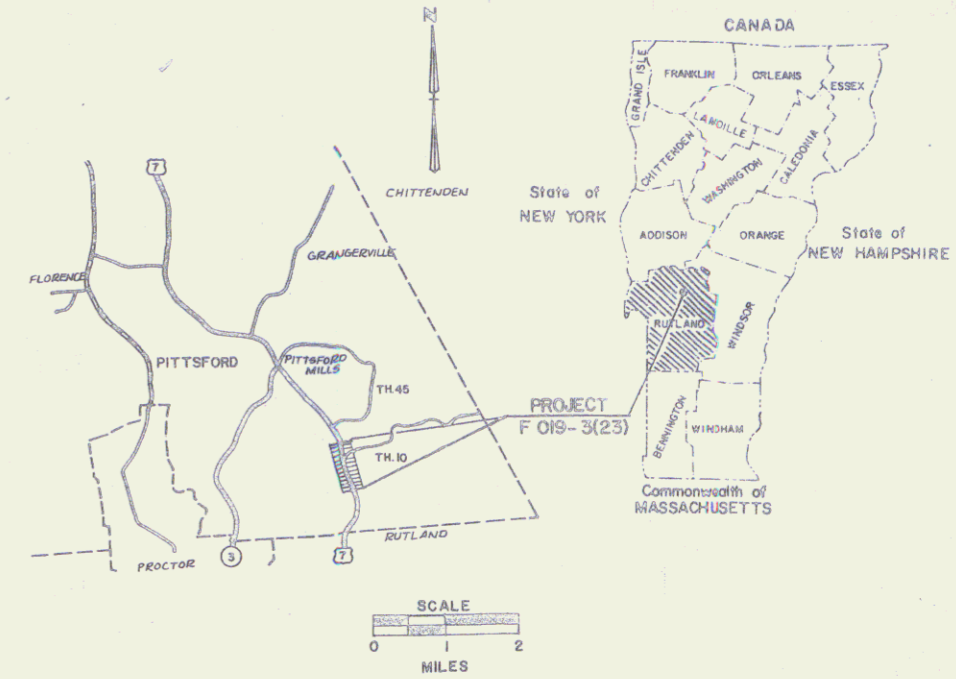 N
CANADA
GRAND ISLE
FRANKLIN
ORLEANS
ESSEX
LAMOILLE
CHITTENDEN
WASHINGTON
CALEDONIA
State of
NEW YORK
ADDISON
ORANGE
State of
NEW HAMPSHIRE
RUTLAND
WINDSOR
BENNINGTON
WINDHAM
Commonwealth of
MASSACHUSETTS
7
CHITTENDEN
GRANGERVILLE
FLORENCE
PITTSFORD
PITTSFORD
MILLS
TH.45
PROJECT
F 019-3(23)
TH.10
RUTLAND
PROCTOR
3
7
SCALE
0 1 2
MILES